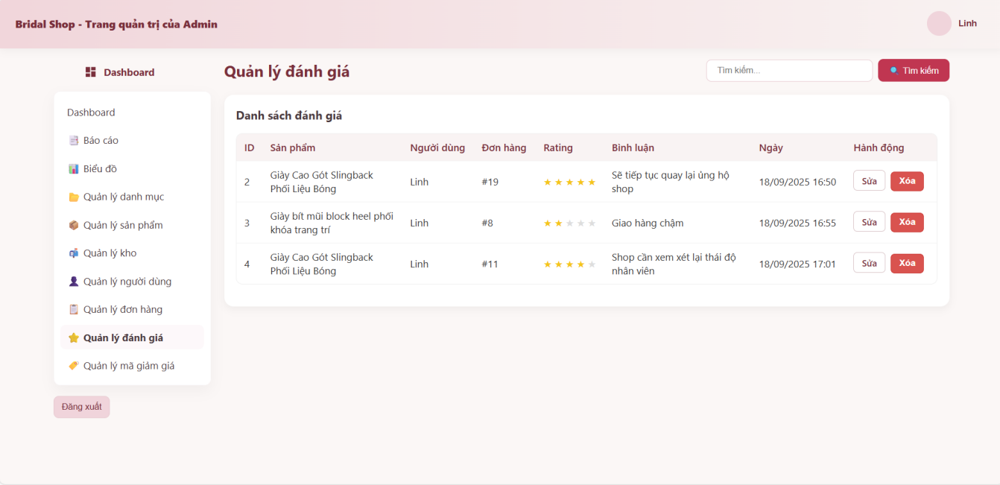 Bridal Shop - Trang quản trị của Admin
Linh
Dashboard
Dashboard
Báo cáo
Biểu đồ
Quản lý danh mục
Quản lý sản phẩm
Quản lý kho
Quản lý người dùng
Quản lý đơn hàng
Quản lý đánh giá
Quản lý mã giảm giá
Đăng xuất
Quản lý đánh giá
Tìm kiếm...
Tìm kiếm
Danh sách đánh giá
ID Sản phẩm Người dùng Đơn hàng Rating Bình luận Ngày Hành động
2 Giày Cao Gót Slingback Phối Liệu Bóng Linh #19 ★★★★★ Sẽ tiếp tục quay lại ủng hộ shop 18/09/2025 16:50 Sửa Xóa
3 Giày bít mũi block heel phối khóa trang trí Linh #8 ★★★★★ Giao hàng chậm 18/09/2025 16:55 Sửa Xóa
4 Giày Cao Gót Slingback Phối Liệu Bóng Linh #11 ★★★★★ Shop cần xem xét lại thái độ nhân viên 18/09/2025 17:01 Sửa Xóa